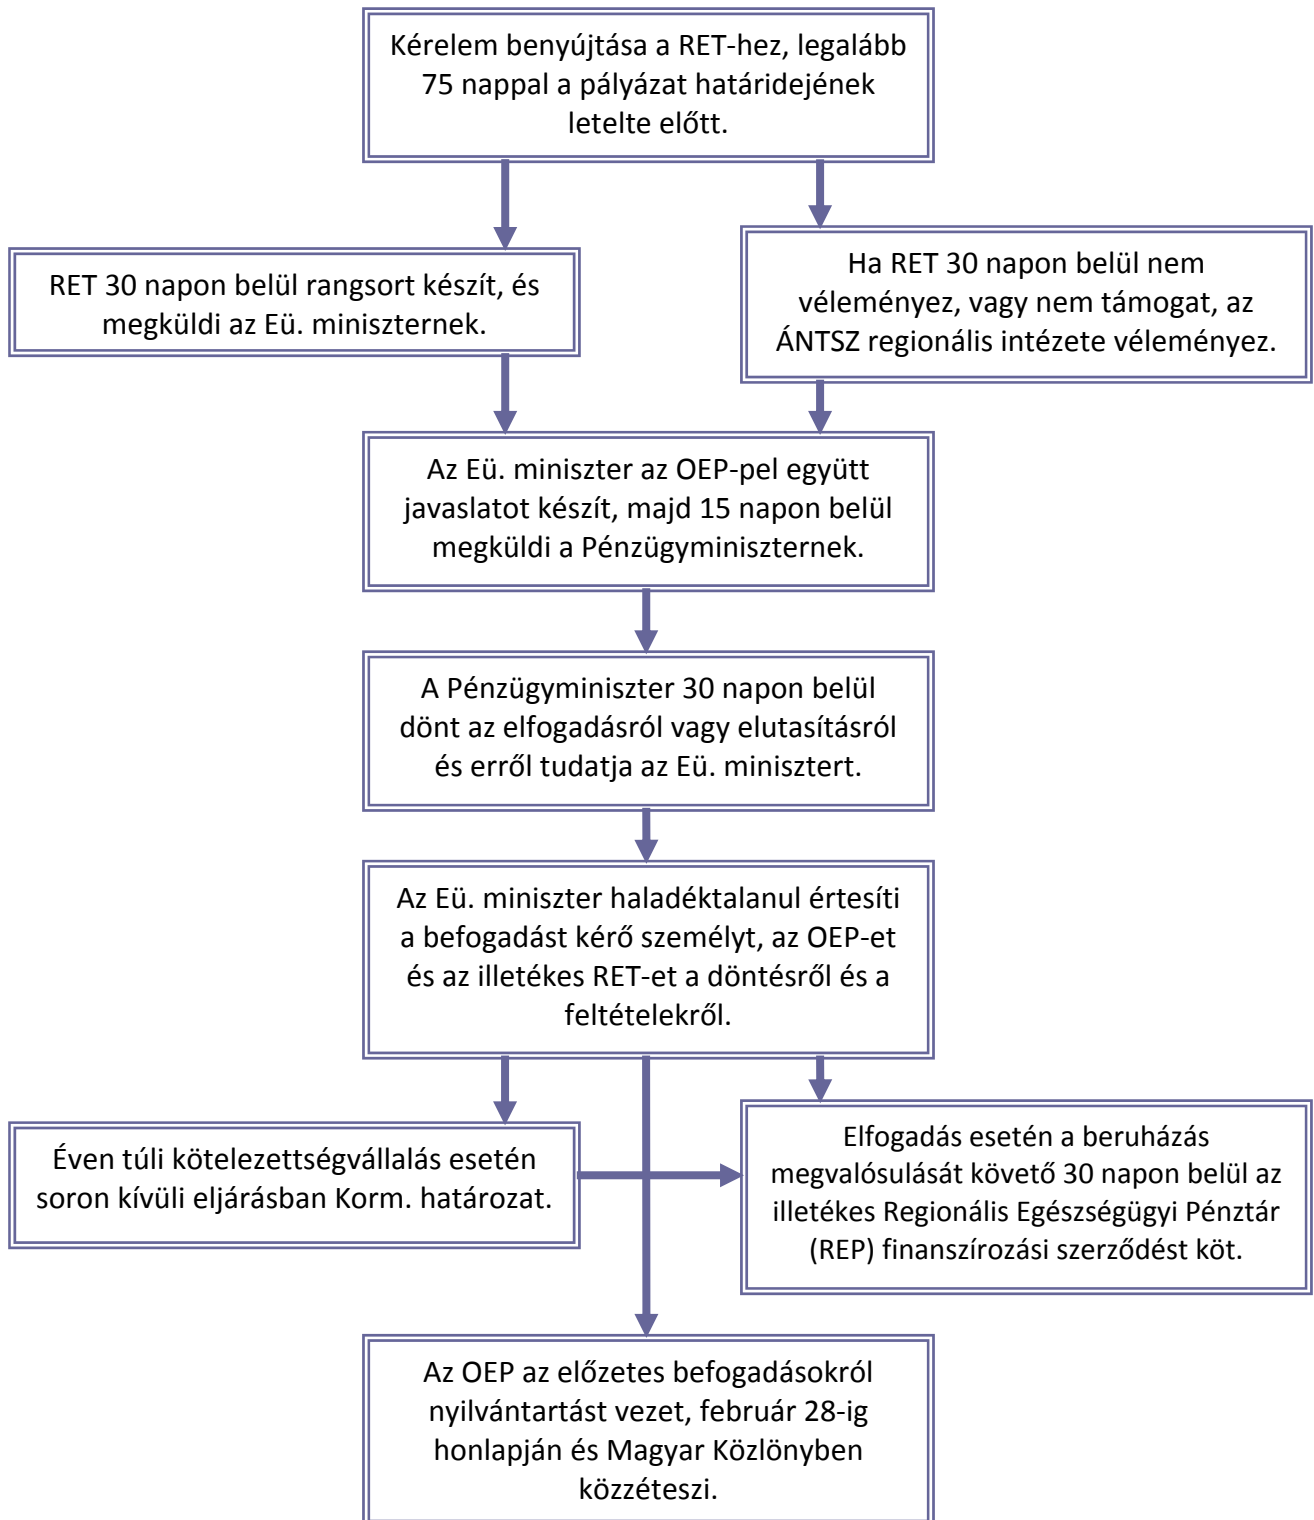 Kérelem benyújtása a RET-hez, legalább
75 nappal a pályázat határidejének
letelte előtt.
RET 30 napon belül rangsort készít, és
megküldi az Eü. miniszternek.
Ha RET 30 napon belül nem
véleményez, vagy nem támogat, az
ÁNTSZ regionális intézete véleményez.
Az Eü. miniszter az OEP-pel együtt
javaslatot készít, majd 15 napon belül
megküldi a Pénzügyminiszternek.
A Pénzügyminiszter 30 napon belül
dönt az elfogadásról vagy elutasításról
és erről tudatja az Eü. minisztert.
Az Eü. miniszter haladéktalanul értesíti
a befogadást kérő személyt, az OEP-et
és az illetékes RET-et a döntésről és a
feltételekről.
Éven túli kötelezettségvállalás esetén
soron kívüli eljárásban Korm. határozat.
Elfogadás esetén a beruházás
megvalósulását követő 30 napon belül az
illetékes Regionális Egészségügyi Pénztár
(REP) finanszírozási szerződést köt.
Az OEP az előzetes befogadásokról
nyilvántartást vezet, február 28-ig
honlapján és Magyar Közlönyben
közzéteszi.